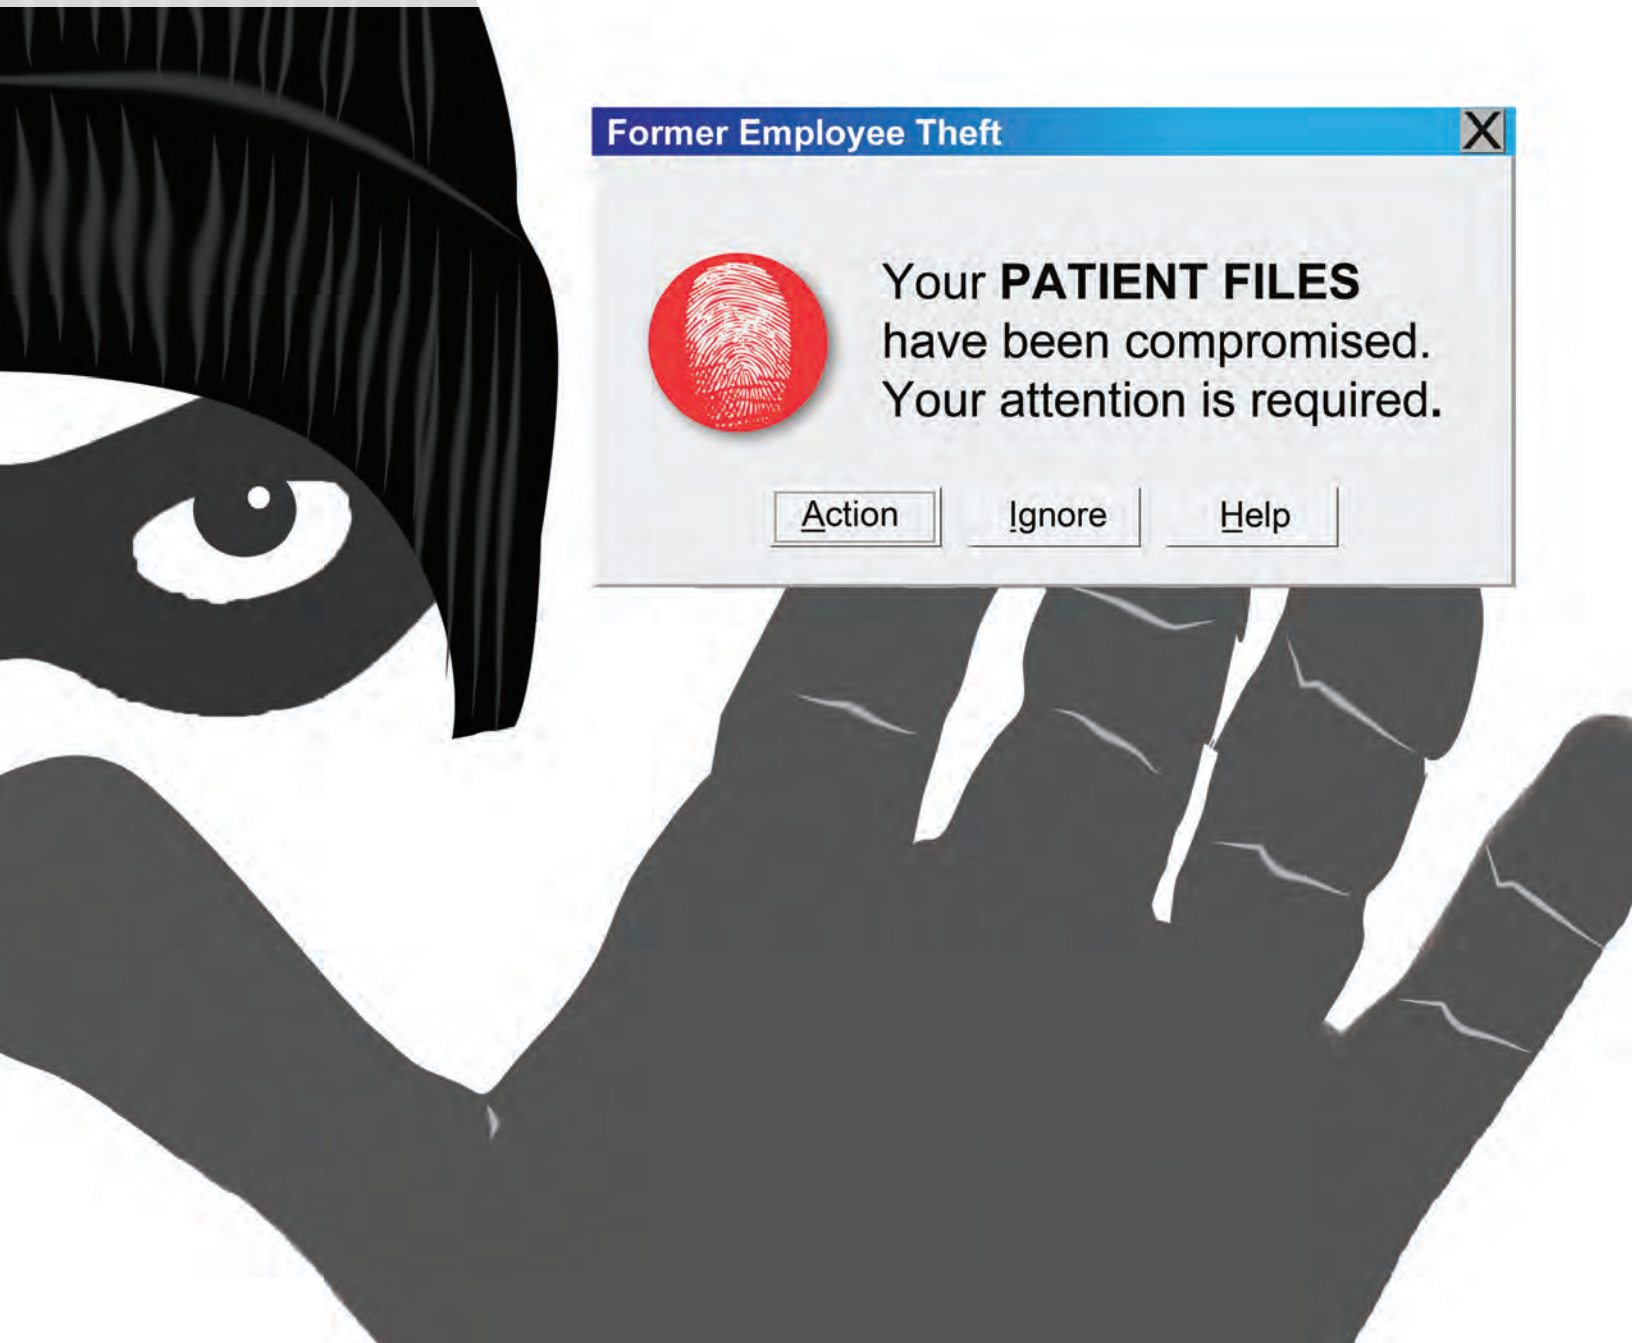 Former Employee Theft
X
Your PATIENT FILES
have been compromised.
Your attention is required.
Action
Ignore
Help